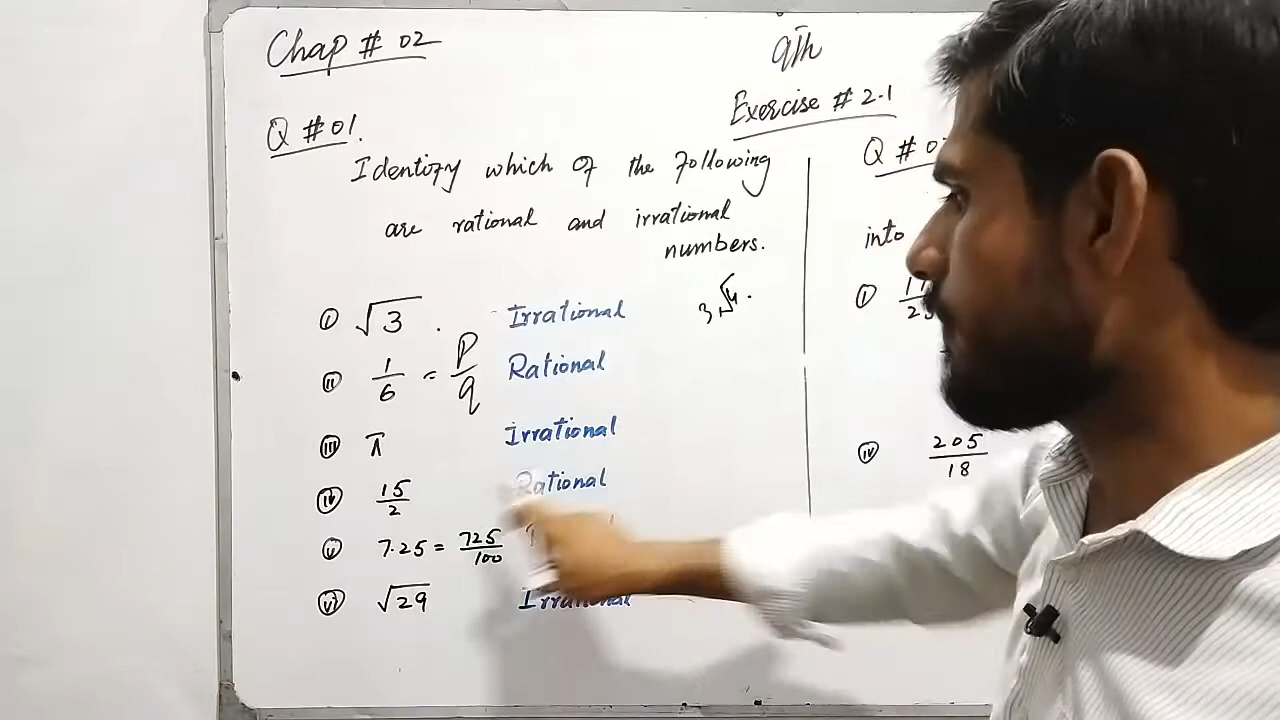 Chap # 02
9th
Exercise # 2.1
Q # 01.
Identify which of the following
are rational and irrational
numbers.
3√4.
(i) √3 . Irrational
(ii) 1/6 = p/q Rational
(iii) π Irrational
(iv) 15/2 Rational
(v) 7.25 = 725/100
(vi) √29 Irrational
Q #
into
(i)
(iv) 205/18